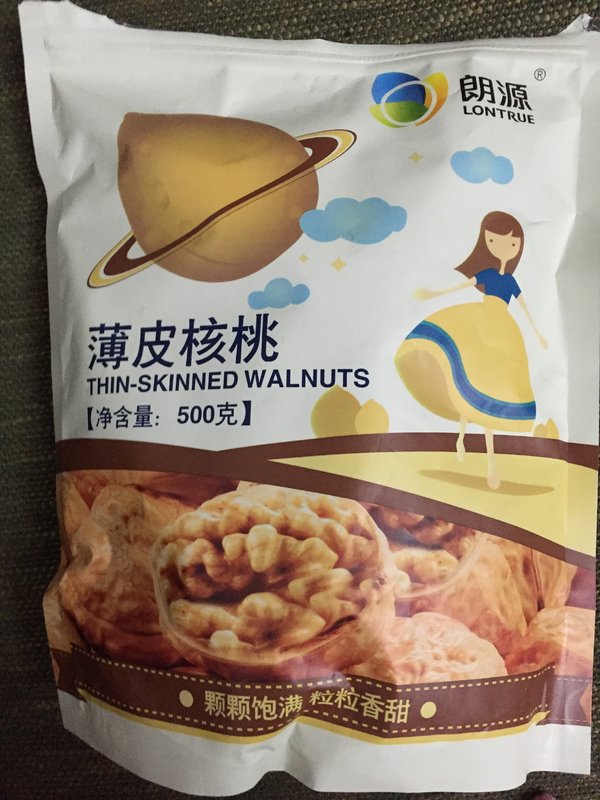 朗源®
LONTRUE
薄皮核桃
THIN-SKINNED WALNUTS
【净含量：500克】
颗颗饱满 粒粒香甜